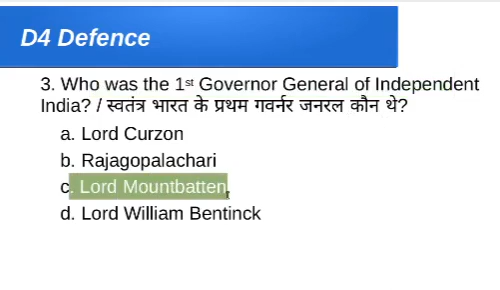 D4 Defence
3. Who was the 1st Governor General of Independent
India? / स्वतंत्र भारत के प्रथम गवर्नर जनरल कौन थे?
a. Lord Curzon
b. Rajagopalachari
c. Lord Mountbatten
d. Lord William Bentinck